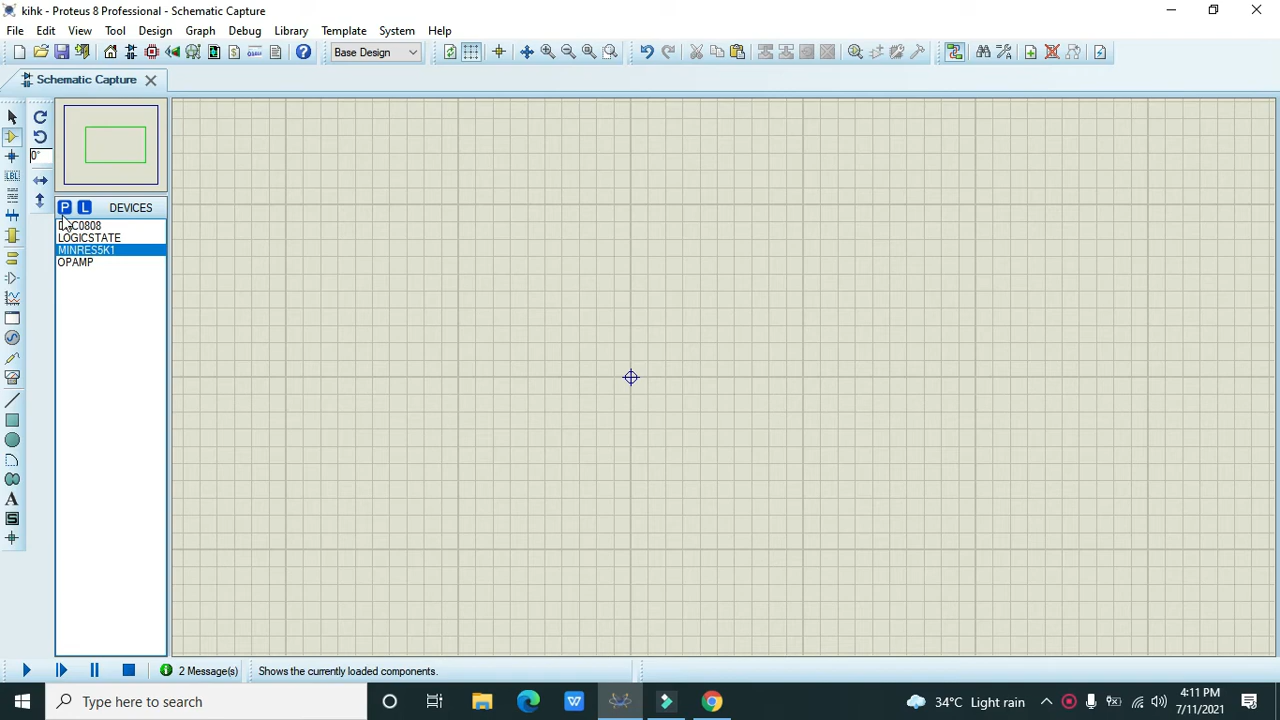 kihk - Proteus 8 Professional - Schematic Capture
File Edit View Tool Design Graph Debug Library Template System Help
Base Design
Schematic Capture
0°
LBL
P L DEVICES
DAC0808
LOGICSTATE
MINRES5K1
OPAMP
A
S
2 Message(s) Shows the currently loaded components.
Type here to search
34°C Light rain
4:11 PM
7/11/2021